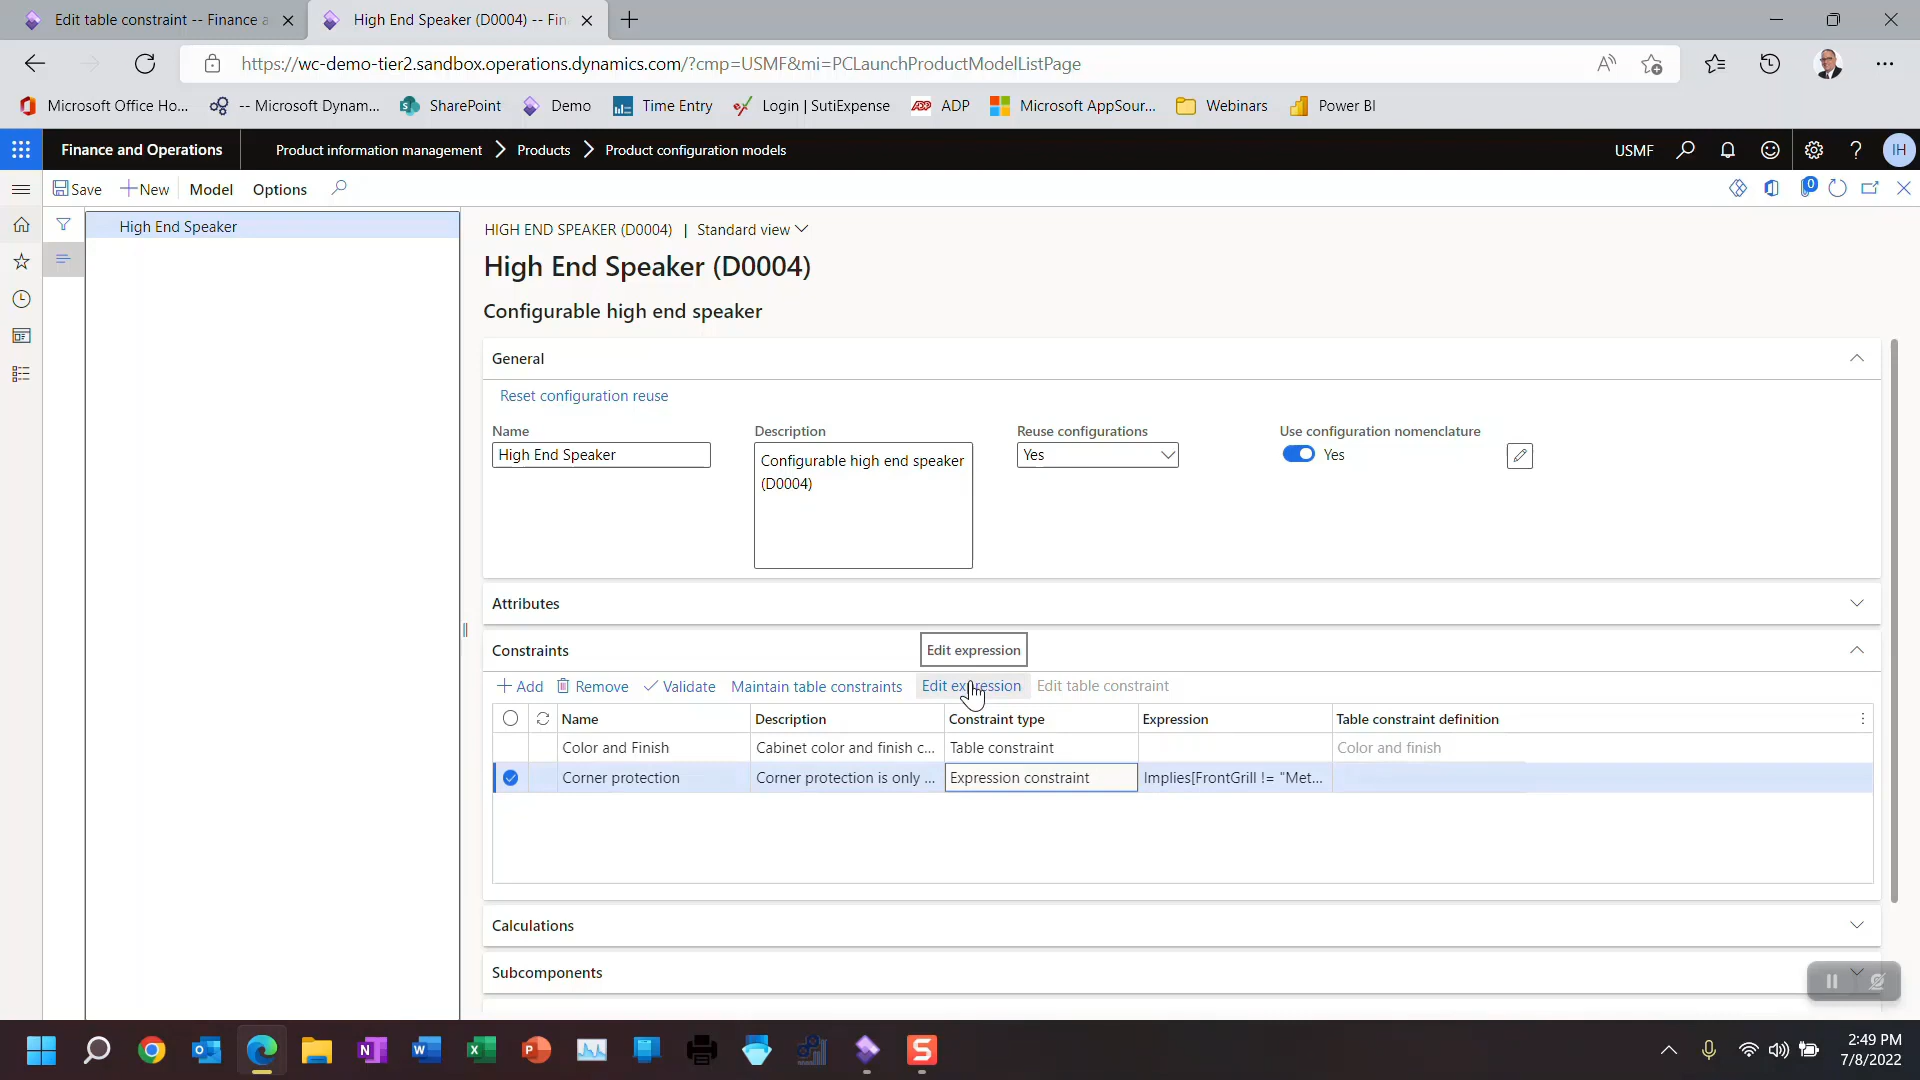 Edit table constraint -- Finance a
High End Speaker (D0004) -- Fin
https://wc-demo-tier2.sandbox.operations.dynamics.com/?cmp=USMF&mi=PCLaunchProductModelListPage
Microsoft Office Ho... -- Microsoft Dynam... SharePoint Demo Time Entry Login | SutiExpense ADP Microsoft AppSour... Webinars Power BI
Finance and Operations Product information management Products Product configuration models USMF ? IH
Save New Model Options 0
High End Speaker
HIGH END SPEAKER (D0004) | Standard view
High End Speaker (D0004)
Configurable high end speaker
General
Reset configuration reuse
Name Description Reuse configurations Use configuration nomenclature
High End Speaker Configurable high end speaker Yes Yes
(D0004)
Attributes
Constraints Edit expression
Add Remove Validate Maintain table constraints Edit expression Edit table constraint
Name Description Constraint type Expression Table constraint definition
Color and Finish Cabinet color and finish c... Table constraint Color and finish
Corner protection Corner protection is only ... Expression constraint Implies[FrontGrill != "Met...
Calculations
Subcomponents
2:49 PM
7/8/2022